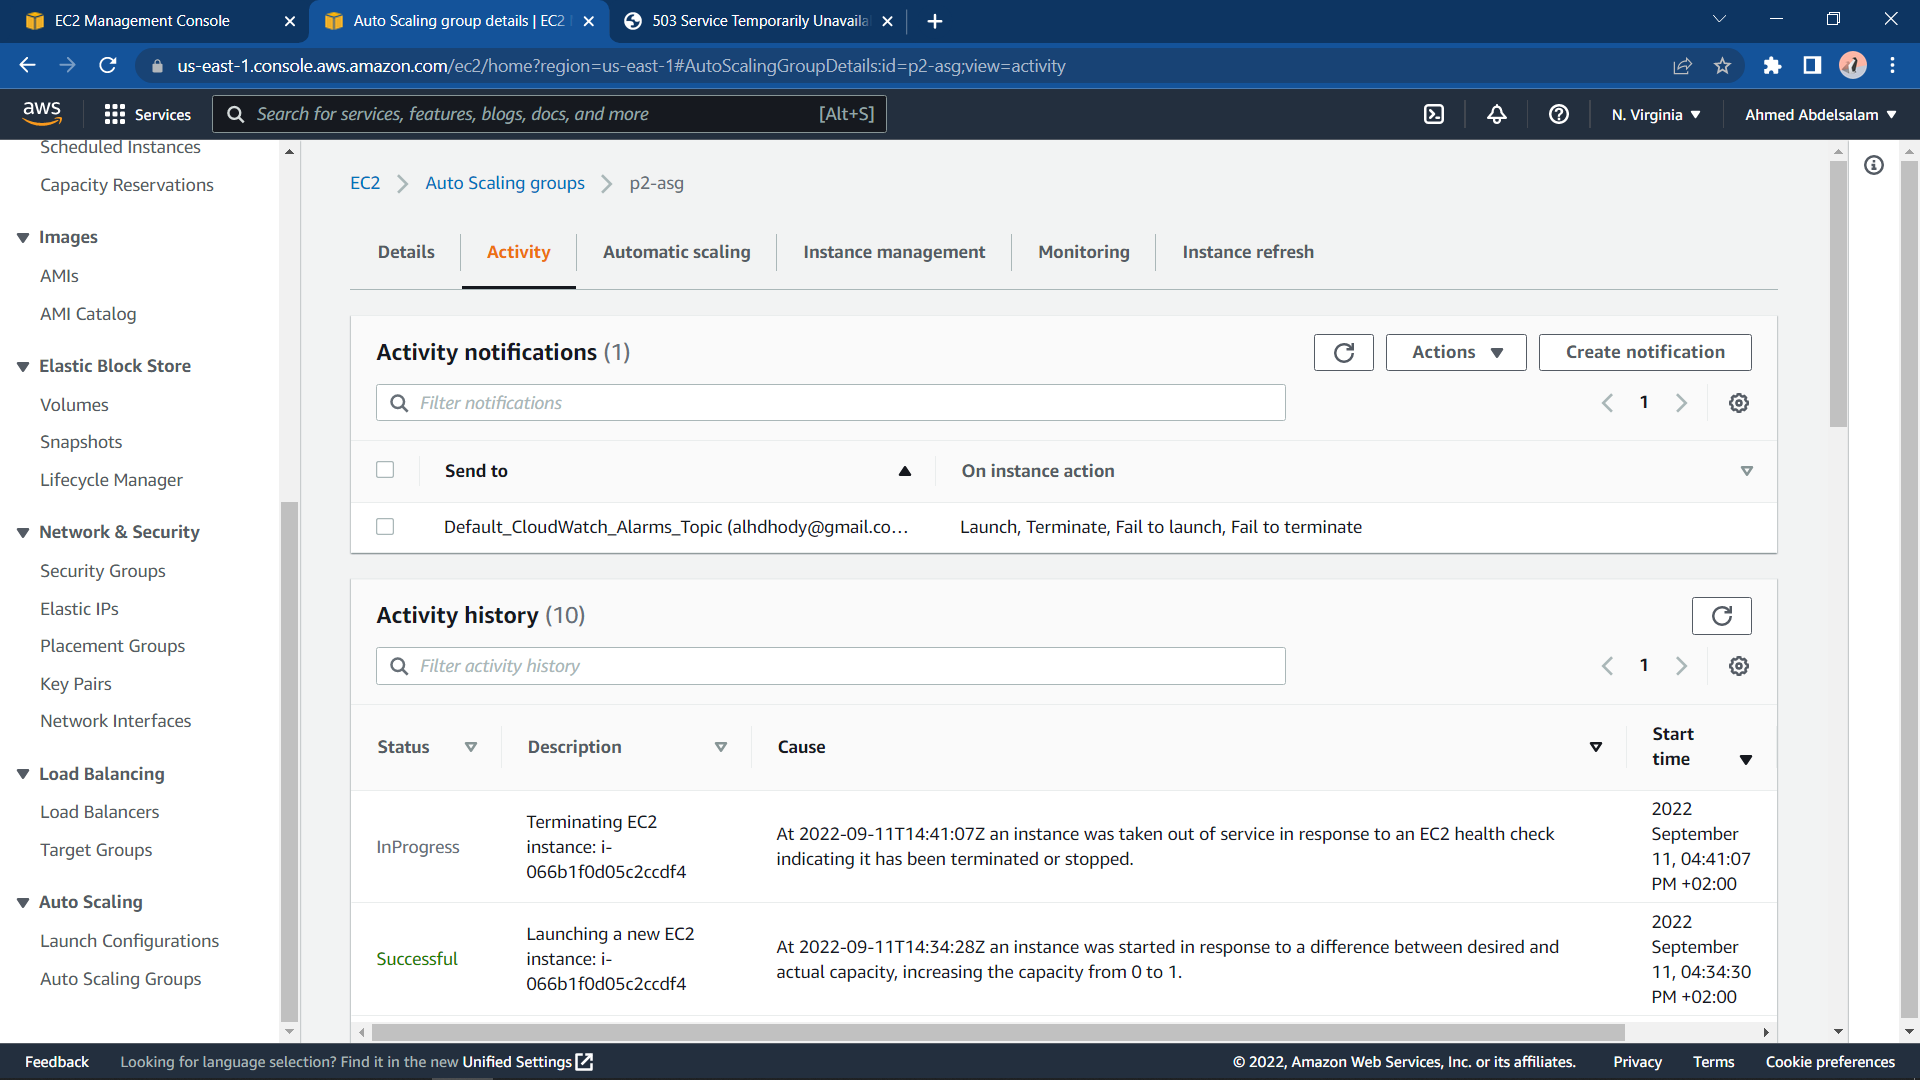 EC2 Management Console
Auto Scaling group details | EC2
503 Service Temporarily Unavaila
us-east-1.console.aws.amazon.com/ec2/home?region=us-east-1#AutoScalingGroupDetails:id=p2-asg;view=activity
aws
Services
Search for services, features, blogs, docs, and more
[Alt+S]
N. Virginia
Ahmed Abdelsalam
Scheduled Instances
Capacity Reservations
Images
AMIs
AMI Catalog
Elastic Block Store
Volumes
Snapshots
Lifecycle Manager
Network & Security
Security Groups
Elastic IPs
Placement Groups
Key Pairs
Network Interfaces
Load Balancing
Load Balancers
Target Groups
Auto Scaling
Launch Configurations
Auto Scaling Groups
EC2
Auto Scaling groups
p2-asg
Details
Activity
Automatic scaling
Instance management
Monitoring
Instance refresh
Activity notifications (1)
Actions
Create notification
Filter notifications
1
Send to
On instance action
Default_CloudWatch_Alarms_Topic (alhdhody@gmail.co...
Launch, Terminate, Fail to launch, Fail to terminate
Activity history (10)
Filter activity history
1
Status
Description
Cause
Start
time
InProgress
Terminating EC2
instance: i-
066b1f0d05c2ccdf4
At 2022-09-11T14:41:07Z an instance was taken out of service in response to an EC2 health check
indicating it has been terminated or stopped.
2022
September
11, 04:41:07
PM +02:00
Successful
Launching a new EC2
instance: i-
066b1f0d05c2ccdf4
At 2022-09-11T14:34:28Z an instance was started in response to a difference between desired and
actual capacity, increasing the capacity from 0 to 1.
2022
September
11, 04:34:30
PM +02:00
Feedback
Looking for language selection? Find it in the new Unified Settings
© 2022, Amazon Web Services, Inc. or its affiliates.
Privacy
Terms
Cookie preferences